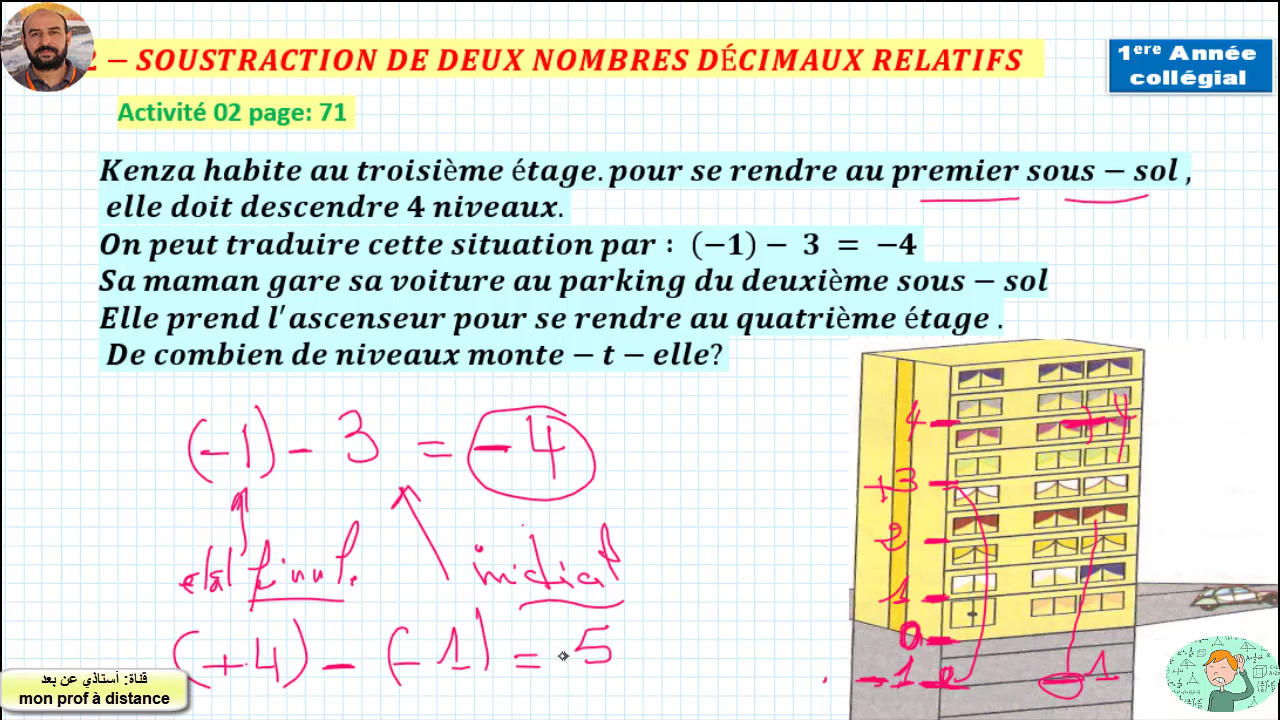 2 – SOUSTRACTION DE DEUX NOMBRES DÉCIMAUX RELATIFS
1ere Année
collégial
Activité 02 page: 71
Kenza habite au troisième étage. pour se rendre au premier sous – sol ,
elle doit descendre 4 niveaux.
On peut traduire cette situation par : (−1) − 3 = −4
Sa maman gare sa voiture au parking du deuxième sous – sol
Elle prend l'ascenseur pour se rendre au quatrième étage .
De combien de niveaux monte – t – elle?
(-1) - 3 = -4
final initial
(+4) - (-1) = 5
4
+4
+3
2
1
0
-1
-1
قناة: أستاذي عن بعد
mon prof à distance